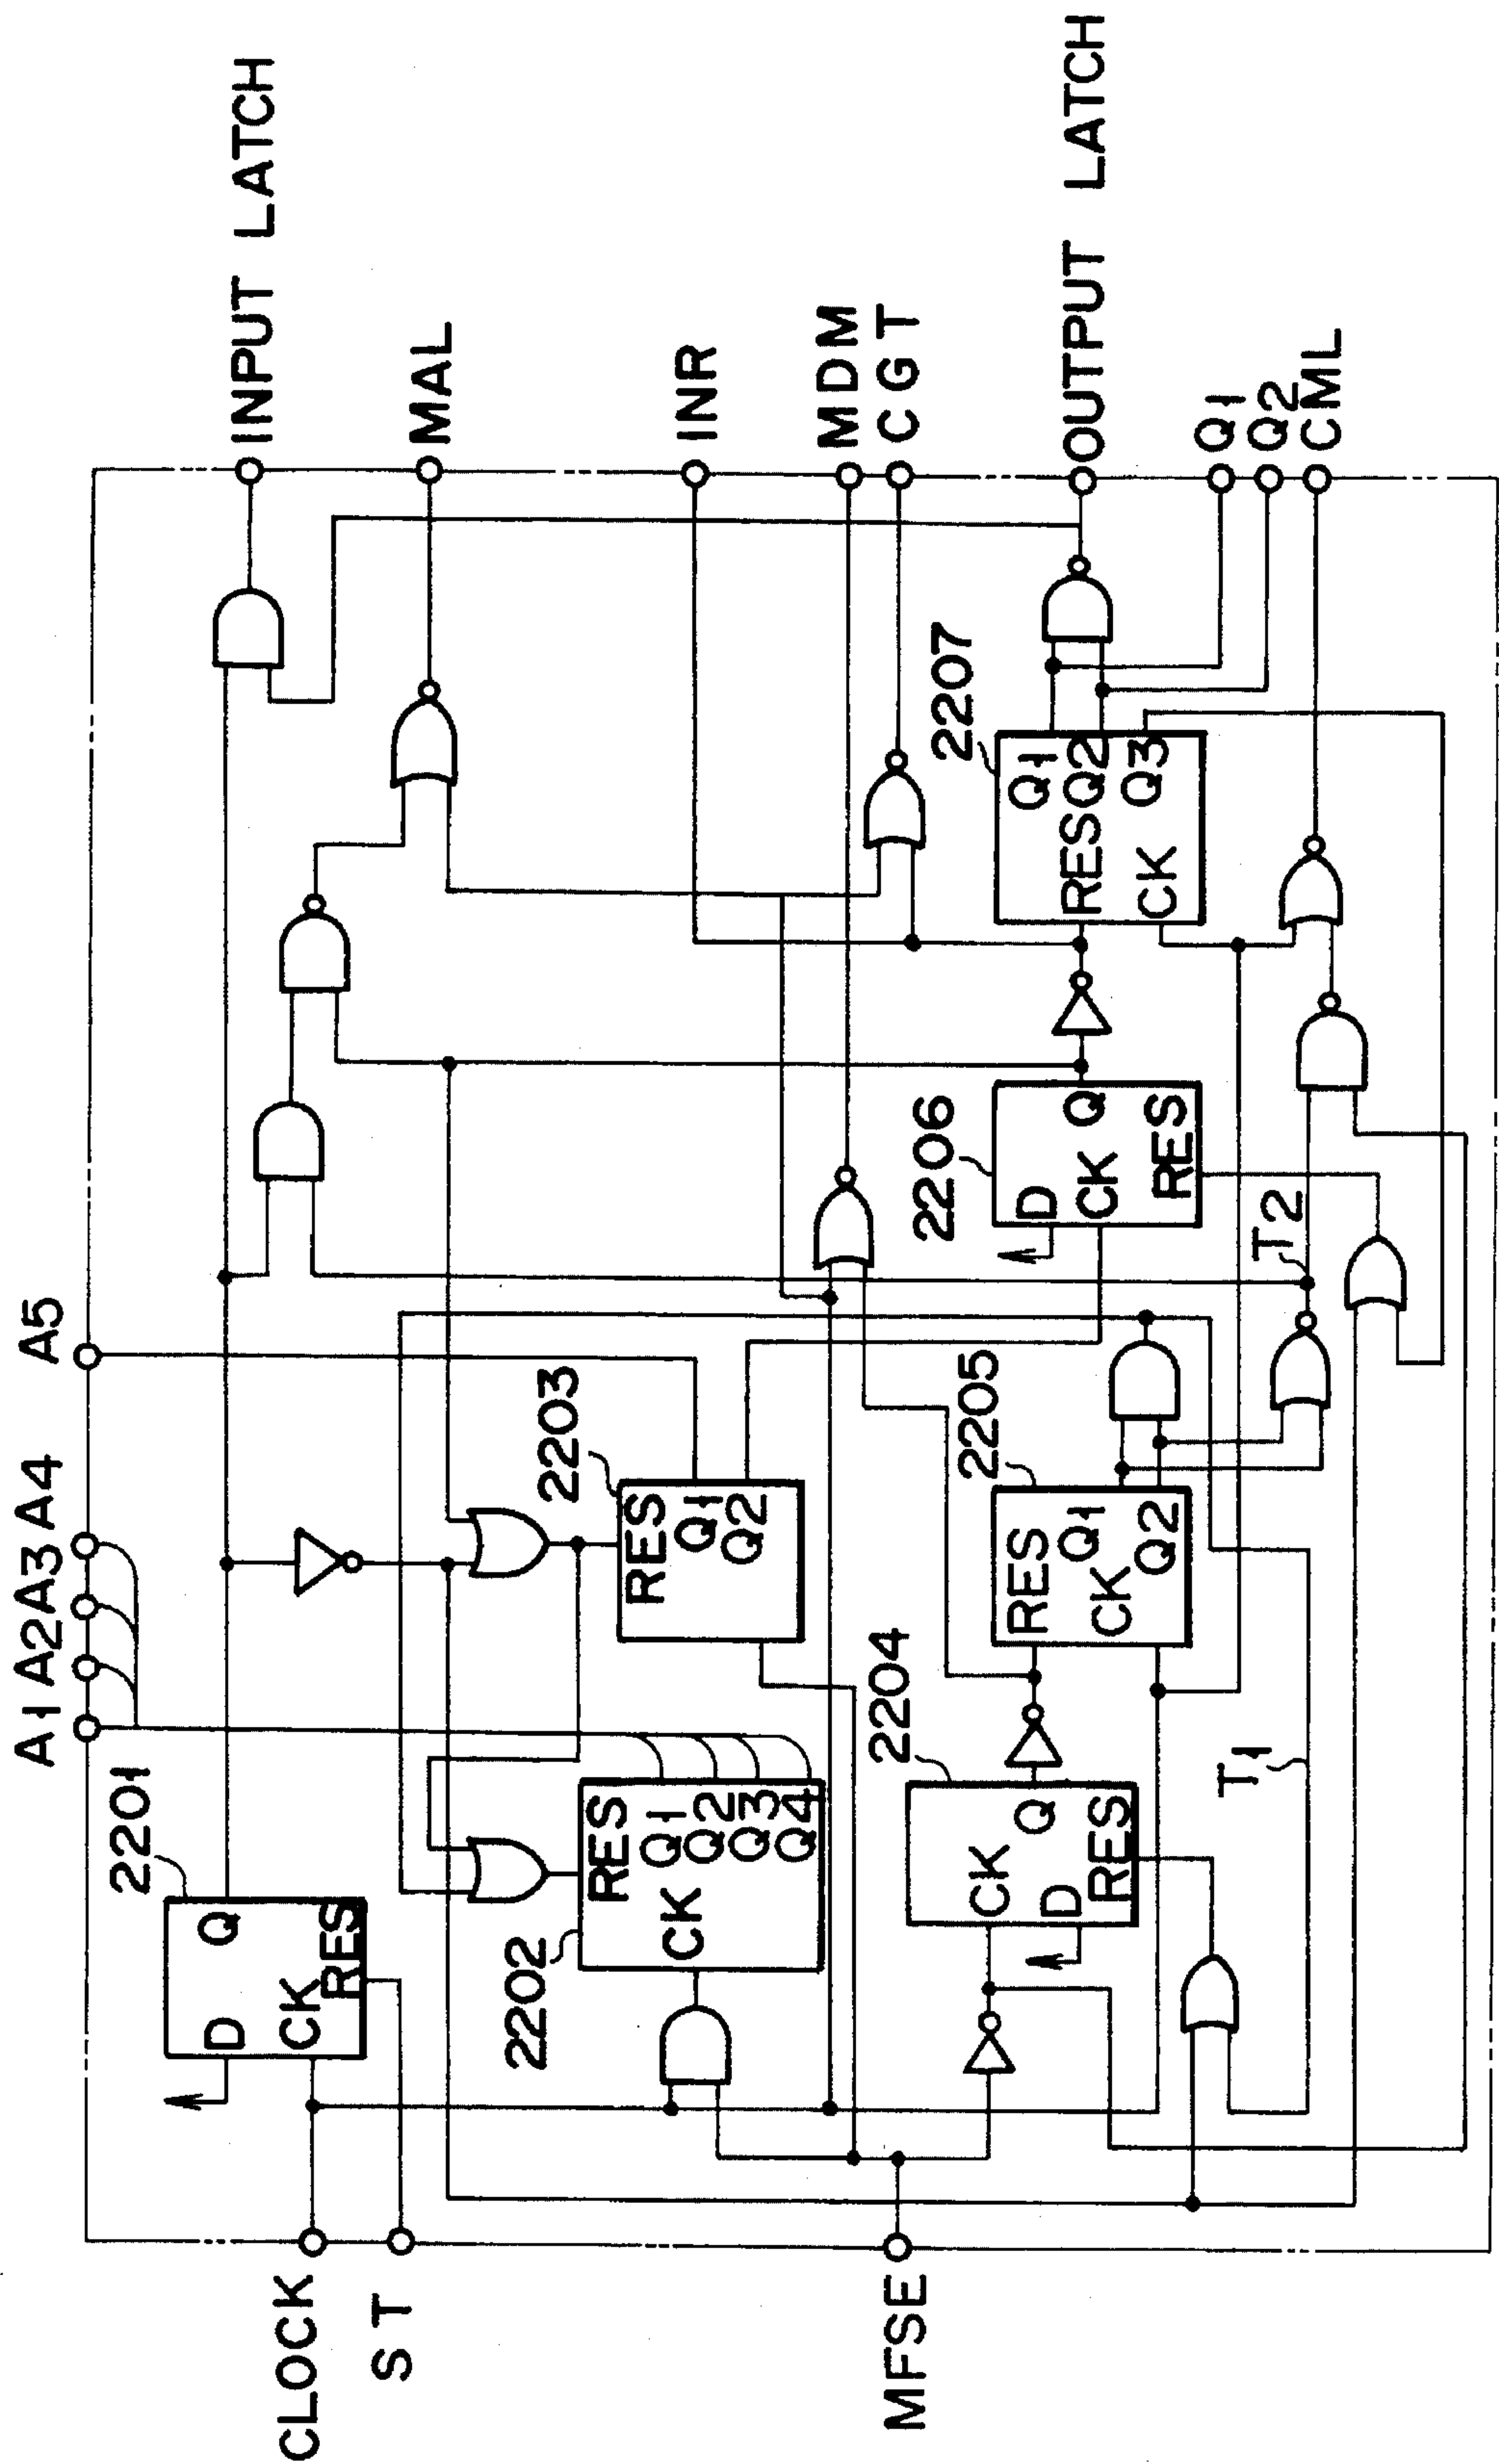 A1 A2 A3 A4 A5
CLOCK
ST
MFSE
INPUT LATCH
MAL
INR
MDM
CGT
OUTPUT LATCH
Q1
Q2
CML
2201
D
CK
Q
RES
2202
CK
RES
Q1
Q2
Q3
Q4
2203
RES
Q1
Q2
2204
CK
D
Q
RES
2205
RES
CK
Q1
Q2
2206
D
CK
Q
RES
2207
RES
CK
Q1
Q2
Q3
T1
T2